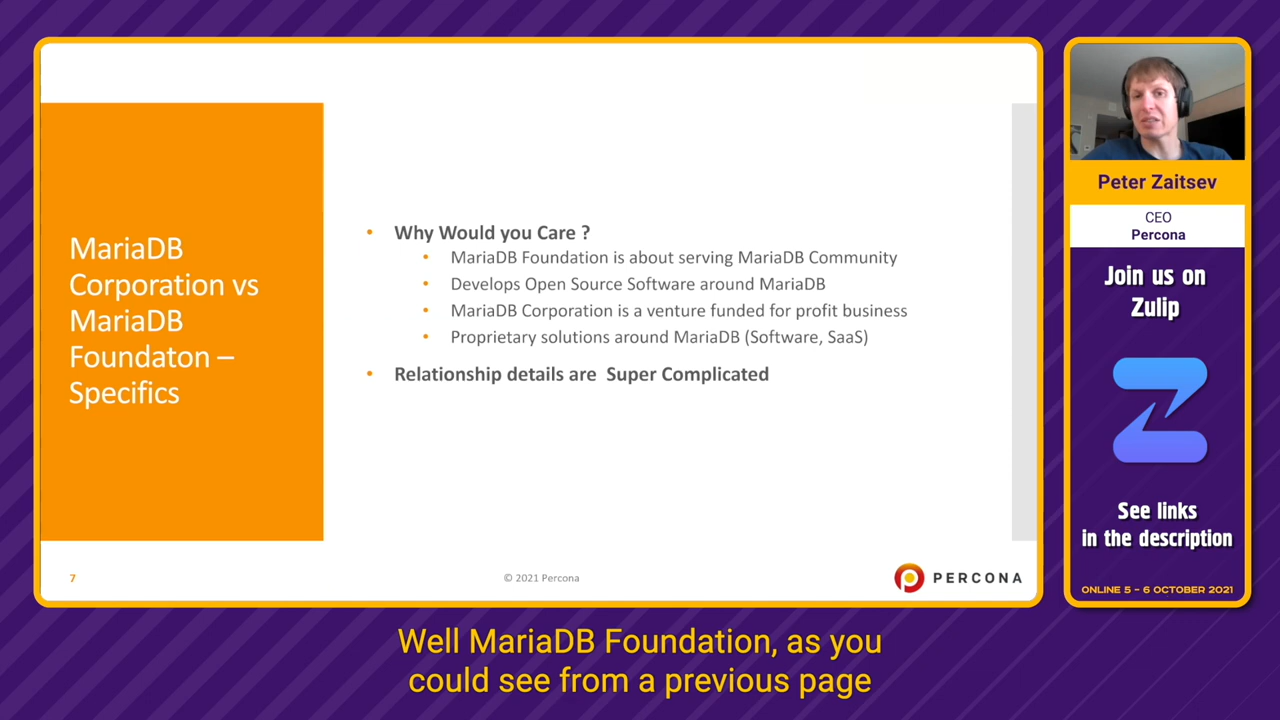 MariaDB
Corporation vs
MariaDB
Foundaton –
Specifics
• Why Would you Care ?
• MariaDB Foundation is about serving MariaDB Community
• Develops Open Source Software around MariaDB
• MariaDB Corporation is a venture funded for profit business
• Proprietary solutions around MariaDB (Software, SaaS)
• Relationship details are  Super Complicated
7
© 2021 Percona
PERCONA
Peter Zaitsev
CEO
Percona
Join us on
Zulip
See links
in the description
ONLINE 5 – 6 OCTOBER 2021
Well MariaDB Foundation, as you
could see from a previous page